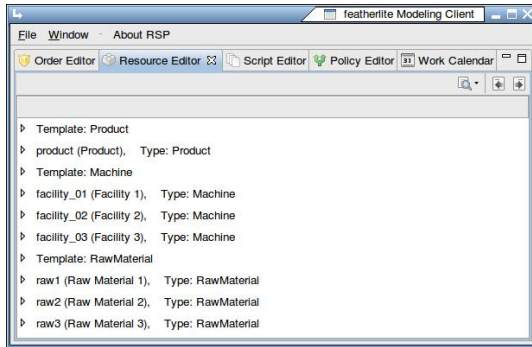 featherlite Modeling Client
File Window About RSP
Order Editor Resource Editor Script Editor Policy Editor 31 Work Calendar
Template: Product
product (Product), Type: Product
Template: Machine
facility_01 (Facility 1), Type: Machine
facility_02 (Facility 2), Type: Machine
facility_03 (Facility 3), Type: Machine
Template: RawMaterial
raw1 (Raw Material 1), Type: RawMaterial
raw2 (Raw Material 2), Type: RawMaterial
raw3 (Raw Material 3), Type: RawMaterial